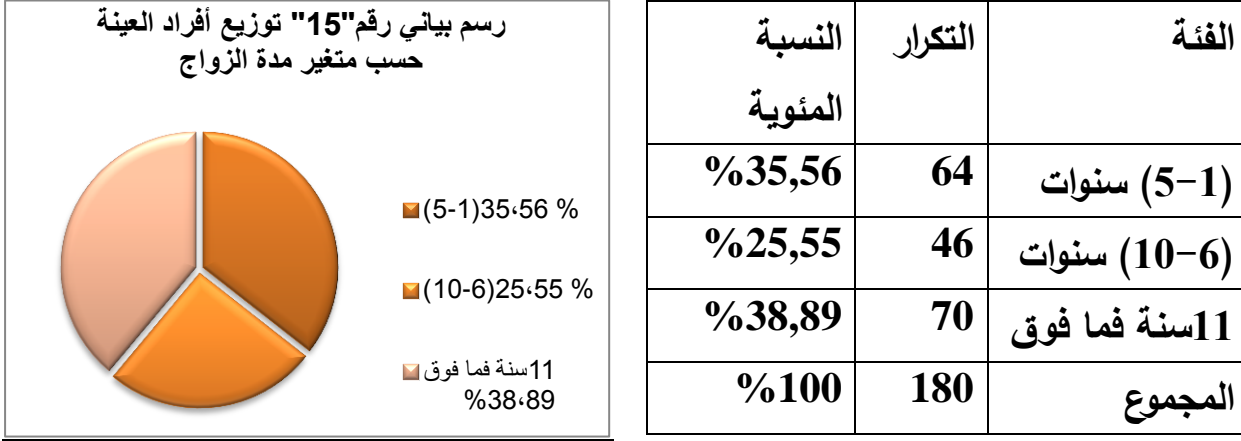 رسم بياني رقم"15" توزيع أفراد العينة
حسب متغير مدة الزواج
(5-1)35،56 %
(10-6)25،55 %
11سنة فما فوق
%38،89
الفئة التكرار النسبة المئوية
(1-5) سنوات 64 %35,56
(6-10) سنوات 46 %25,55
11سنة فما فوق 70 %38,89
المجموع 180 %100